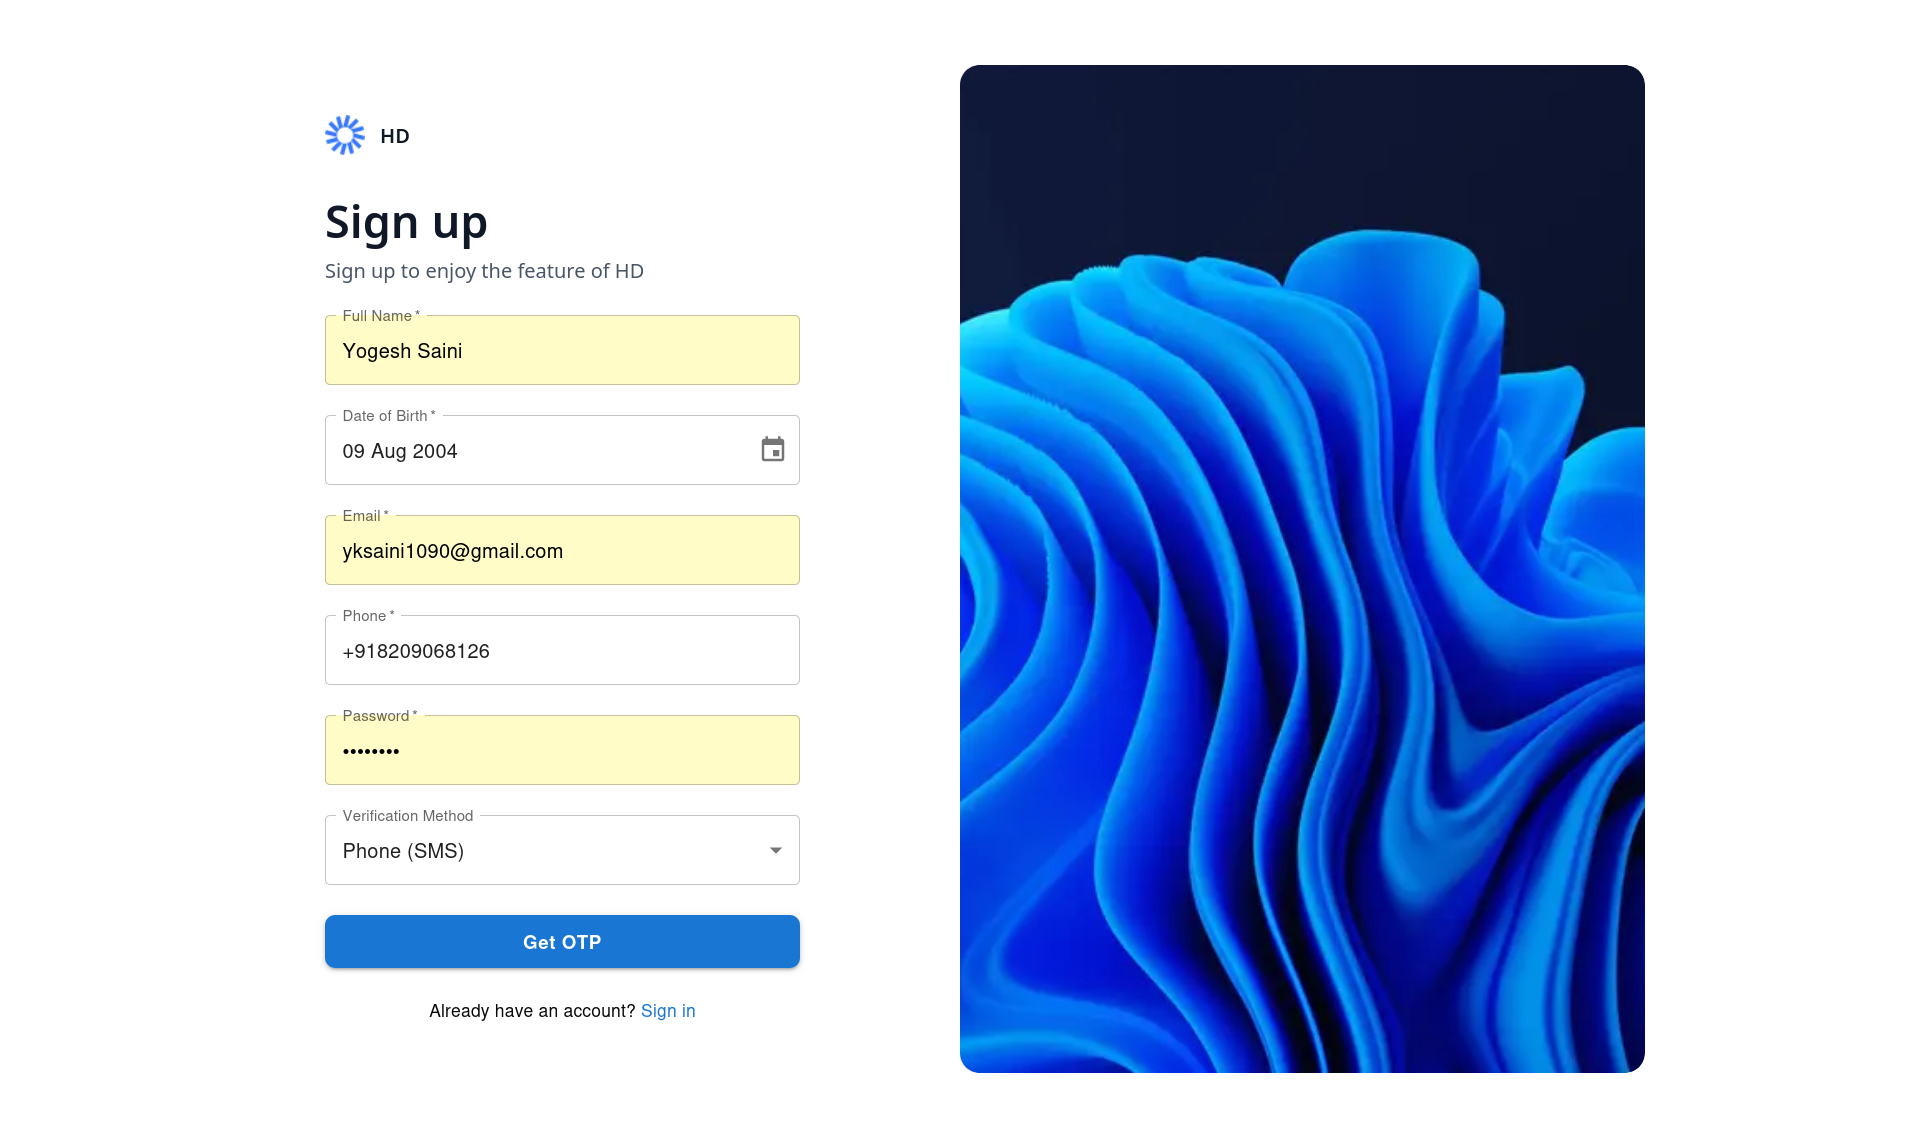 HD
Sign up
Sign up to enjoy the feature of HD
Full Name *
Yogesh Saini
Date of Birth *
09 Aug 2004
Email *
yksaini1090@gmail.com
Phone *
+918209068126
Password *
••••••••
Verification Method
Phone (SMS)
Get OTP
Already have an account? Sign in